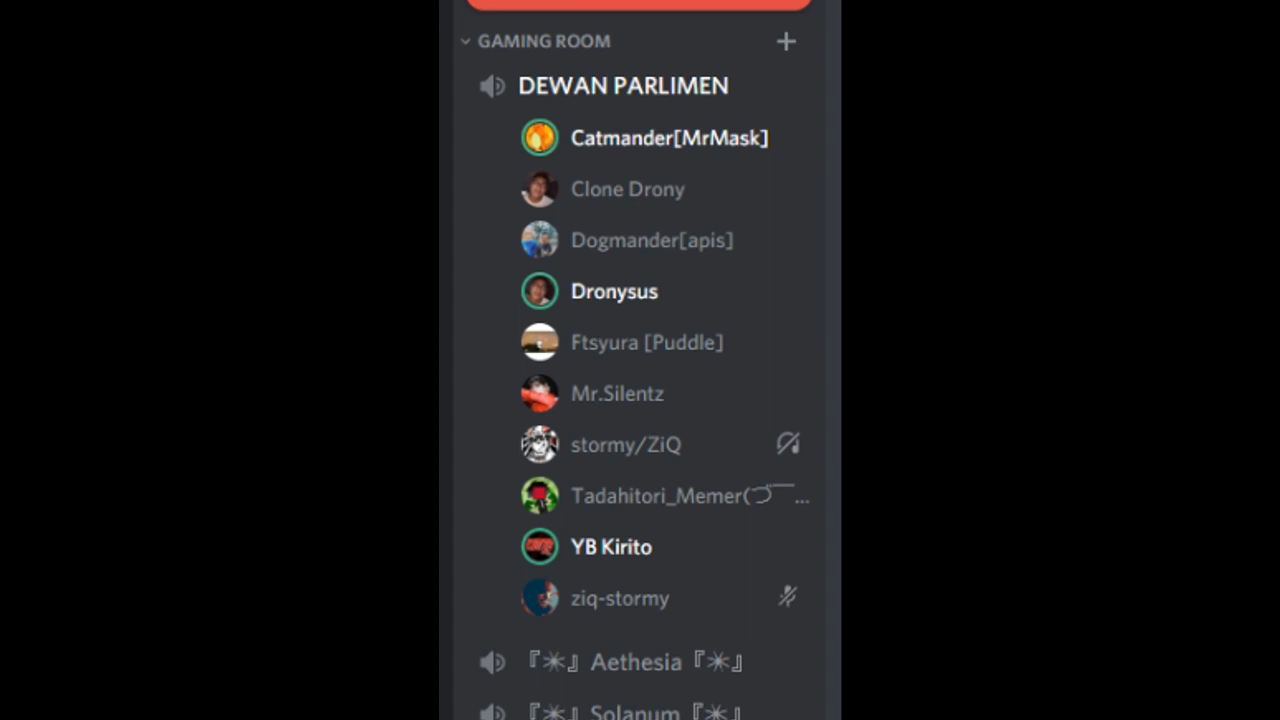 GAMING ROOM
DEWAN PARLIMEN
Catmander[MrMask]
Clone Drony
Dogmander[apis]
Dronysus
Ftsyura [Puddle]
Mr.Silentz
stormy/ZiQ
Tadahitori_Memer(づ￣...
YB Kirito
ziq-stormy
『✳』 Aethesia『✳』
『✳』 Solanum『✳』